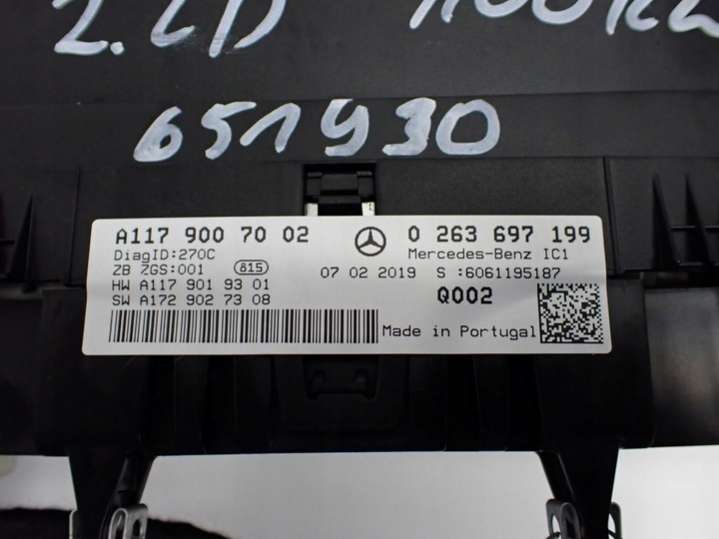 2.2D
651930
A117 900 70 02
0 263 697 199
DiagID:270C
Mercedes-Benz IC1
ZB ZGS:001
815
07 02 2019
S :6061195187
HW A117 901 93 01
Q002
SW A172 902 73 08
Made in Portugal